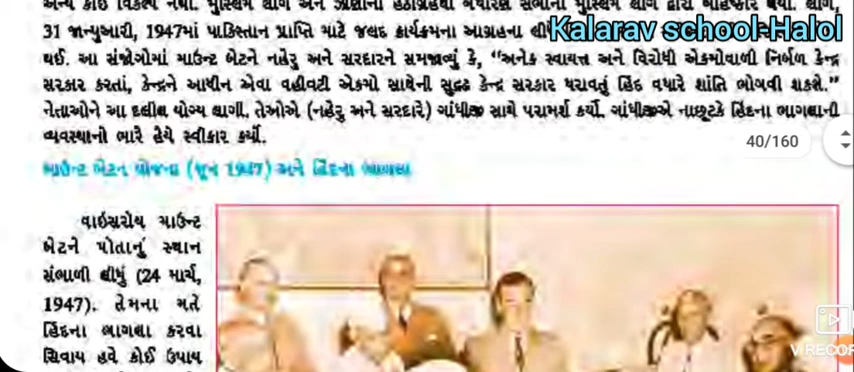 31 જાન્યુઆરી, 1947માં પાકિસ્તાન પ્રાપ્તિ માટે જલદ કાર્યક્રમના આગ્રહના
Kalarav school-Halol
થઈ. આ સંજોગોમાં માઉન્ટ બેટને નહેરુ અને સરદારને સમજાવ્યું કે, “અનેક સ્વાયત્ત અને વિરોધી એકમોવાળી નિર્બળ કેન્દ્ર
સરકાર કરતાં, કેન્દ્રને આધીન એવા વહીવટી એકમો સાથેની સુદૃઢ કેન્દ્ર સરકાર ધરાવતું હિંદ વધારે શાંતિ ભોગવી શકશે.”
નેતાઓને આ દલીલ યોગ્ય લાગી. તેઓએ (નહેરુ અને સરદારે) ગાંધીજી સાથે પરામર્શ કર્યો. ગાંધીજીએ નાછૂટકે હિંદના ભાગલાની
વ્યવસ્થાનો ભારે હૈયે સ્વીકાર કર્યો.
40/160
માઉન્ટ બેટન યોજના (જૂન 1947) અને હિંદના ભાગલા
વાઇસરોય માઉન્ટ
બેટને પોતાનું સ્થાન
સંભાળી લીધું (24 માર્ચ,
1947). તેમના મતે
હિંદના ભાગલા કરવા
સિવાય હવે કોઈ ઉપાય
V-RECOR